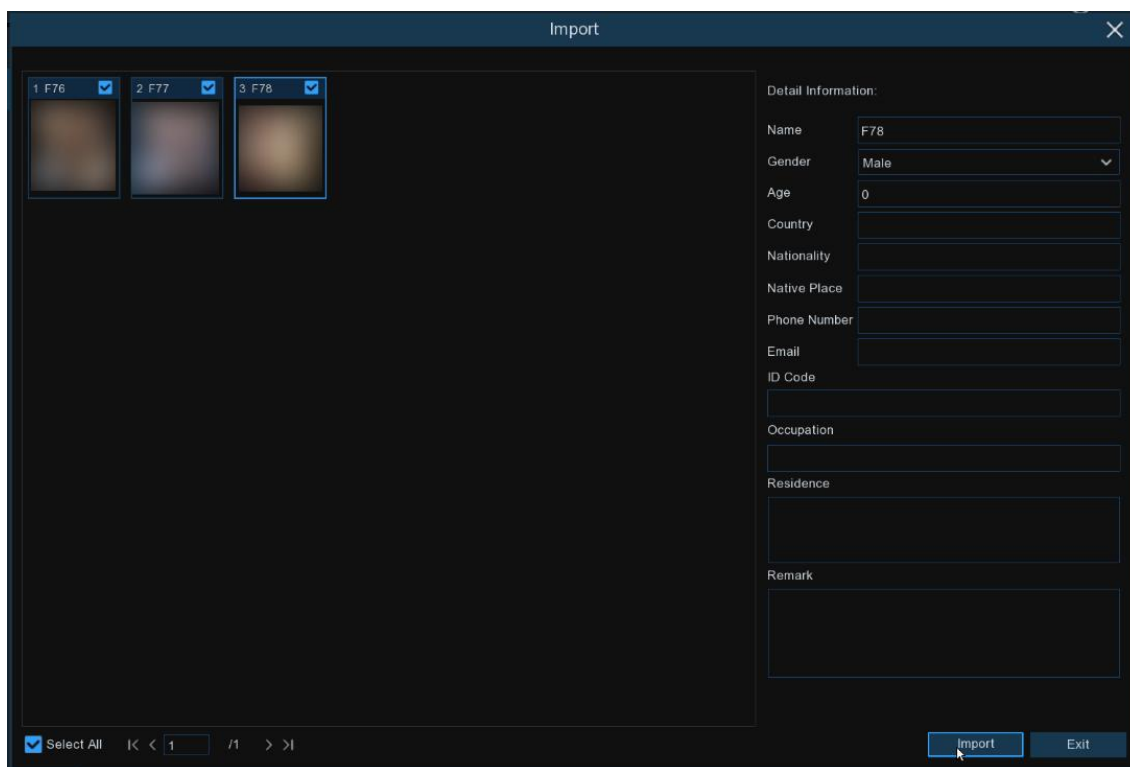 Import
1 F76
2 F77
3 F78
Detail Information:
Name F78
Gender Male
Age 0
Country
Nationality
Native Place
Phone Number
Email
ID Code
Occupation
Residence
Remark
Select All 1 /1
Import Exit